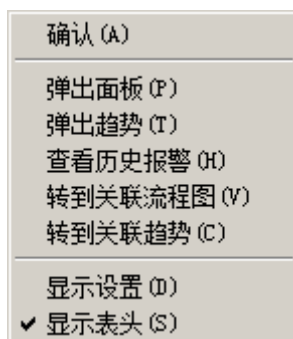 确认(A)
弹出面板(P)
弹出趋势(T)
查看历史报警(H)
转到关联流程图(V)
转到关联趋势(C)
显示设置(D)
显示表头(S)